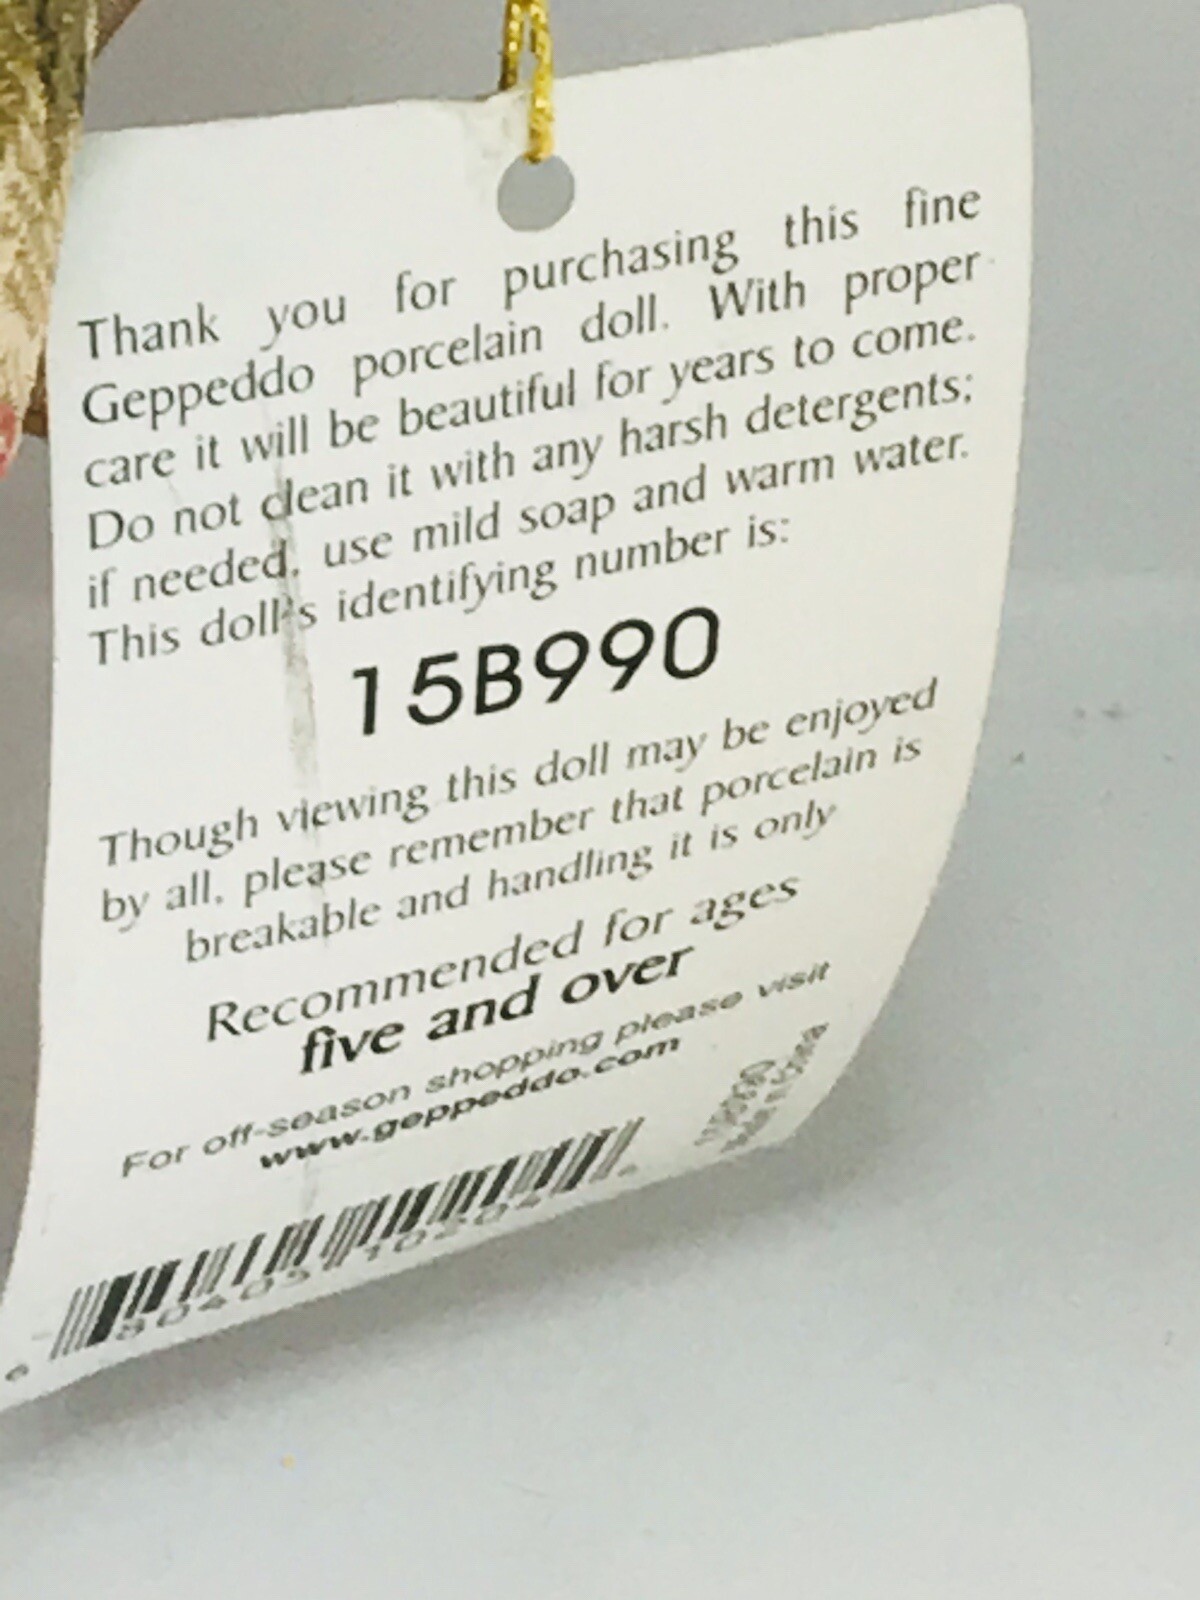 Thank you for purchasing this fine
Geppeddo porcelain doll. With proper
care it will be beautiful for years to come.
Do not clean it with any harsh detergents;
if needed, use mild soap and warm water.
This doll's identifying number is:
15B990
Though viewing this doll may be enjoyed
by all, please remember that porcelain is
breakable and handling it is only
Recommended for ages
five and over
For off-season shopping please visit
www.geppeddo.com